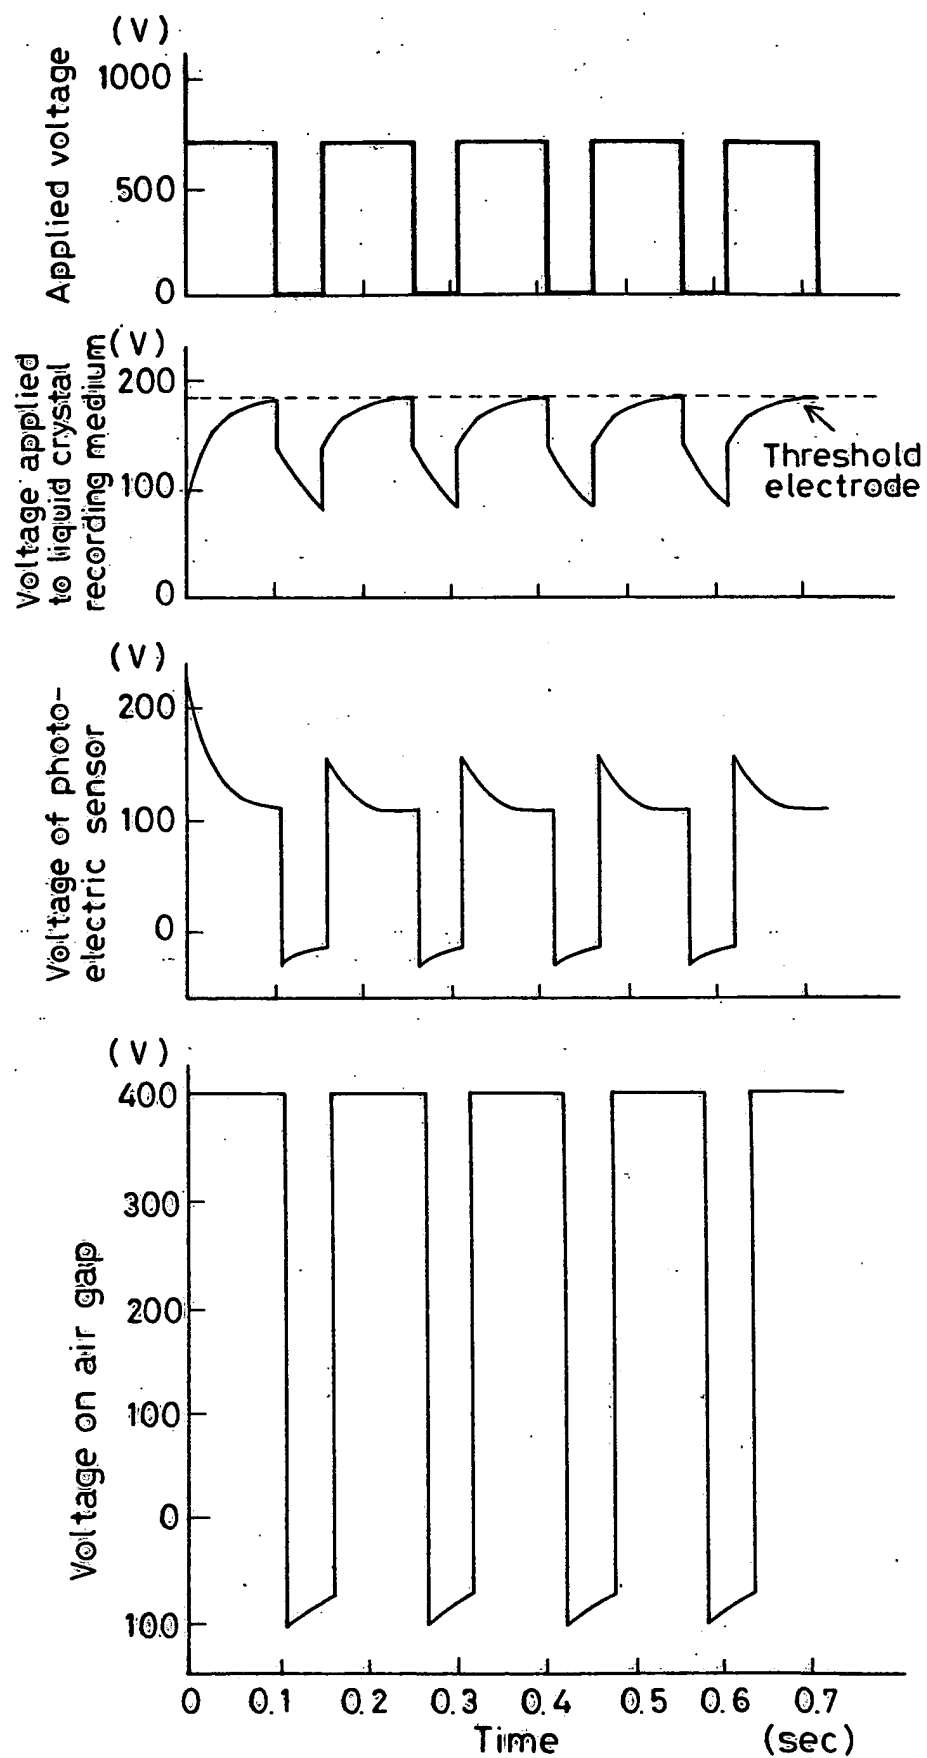 (V)
Applied voltage
1000
500
0
(V)
Voltage applied
to liquid crystal
recording medium
200
100
0
Threshold
electrode
(V)
Voltage of photo-
electric sensor
200
100
0
(V)
Voltage on air gap
400
300
200
100
0
100
0 0.1 0.2 0.3 0.4 0.5 0.6 0.7
Time (sec)